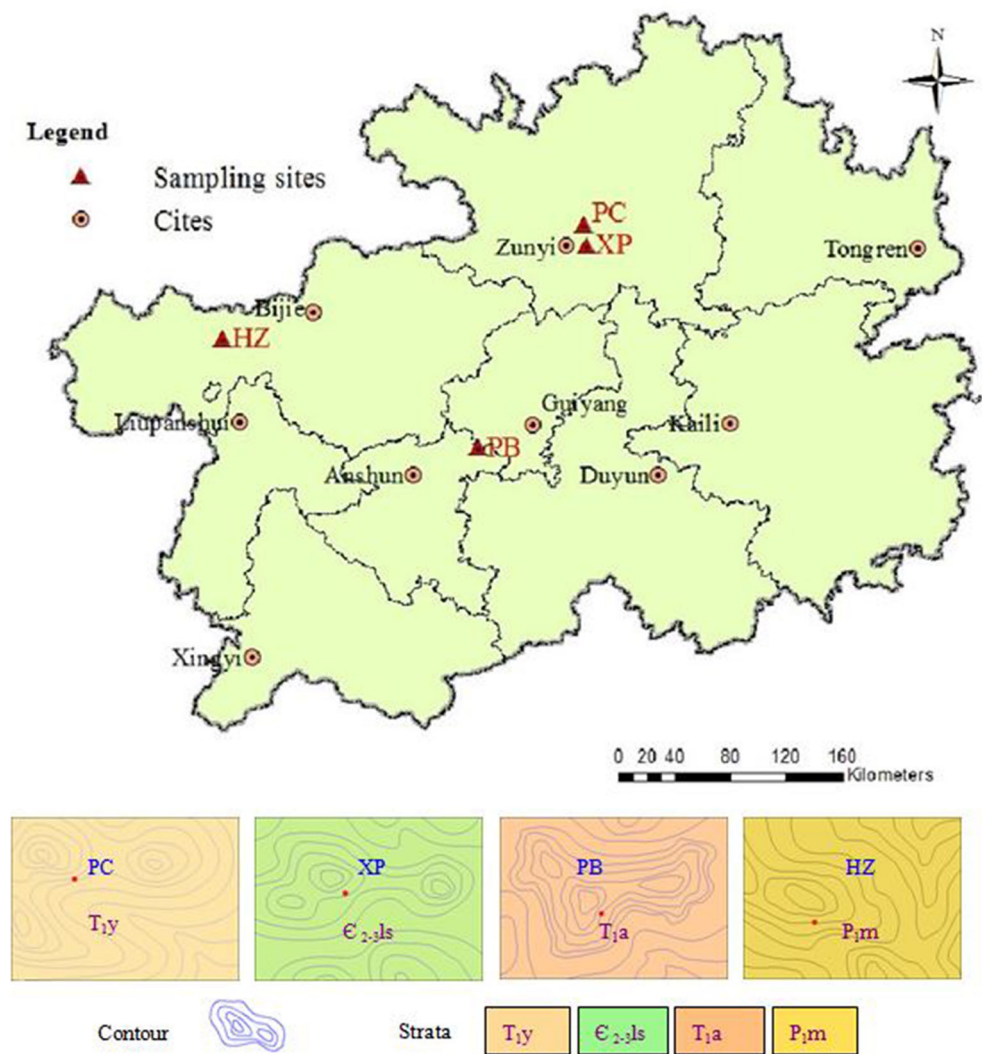 N
Legend
Sampling sites
Cites
PC
Zunyi XP
Tongren
Bijie
HZ
Guiyang
Liupanshui
Kaili
PB
Anshun
Duyun
Xingyi
0 20 40 80 120 160
Kilometers
PC XP PB HZ
T₁y Є₂₋₃ls T₁a P₁m
Contour Strata T₁y Є₂₋₃ls T₁a P₁m